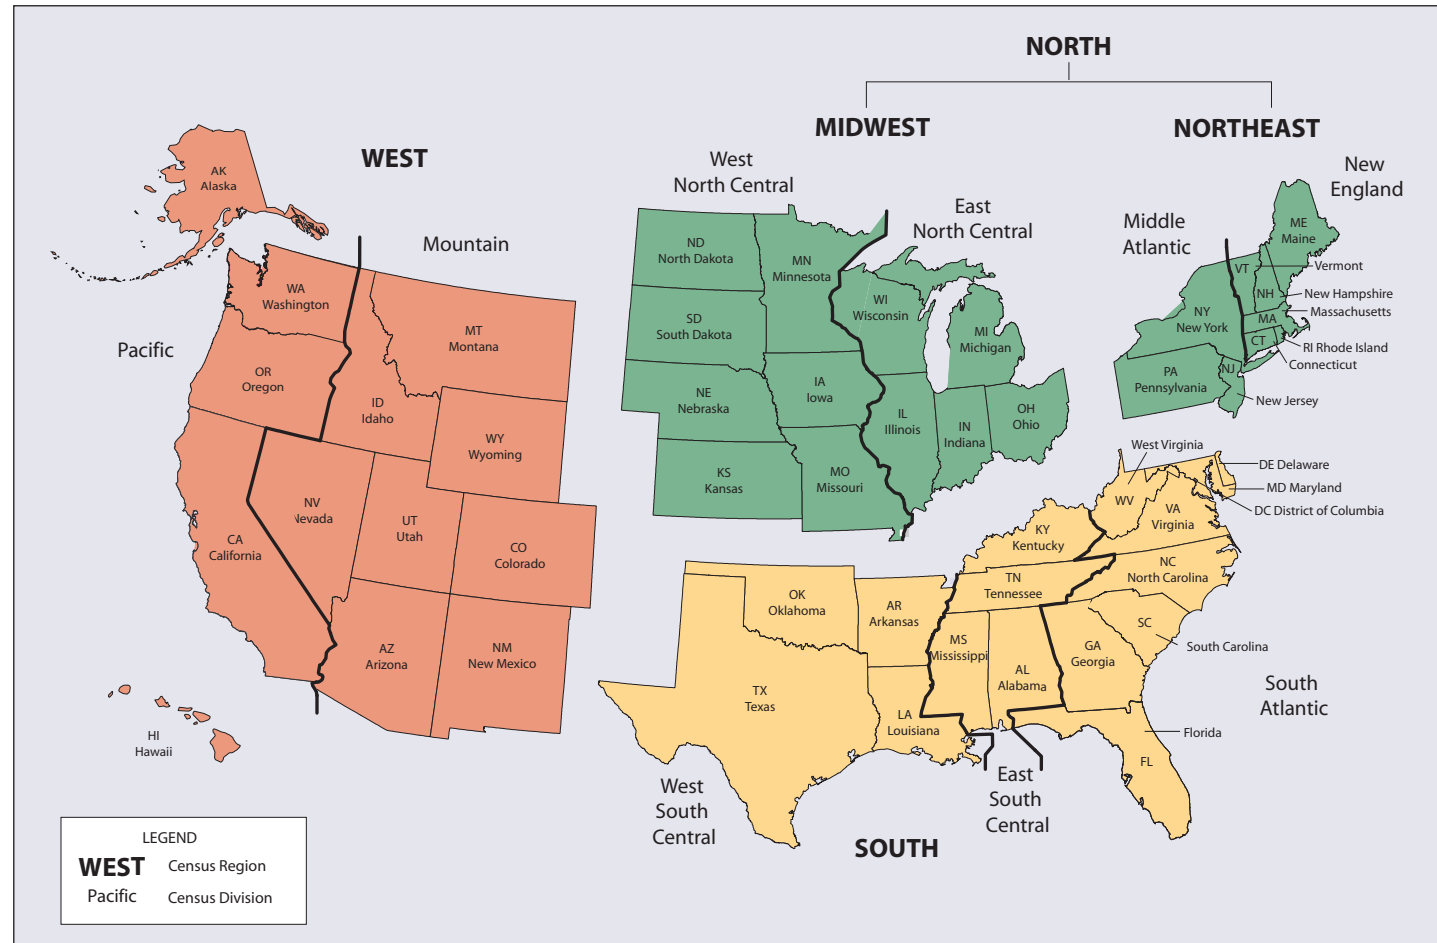 NORTH
MIDWEST
NORTHEAST
WEST
West
North Central
New
England
East
North Central
Middle
Atlantic
Mountain
Pacific
AK
Alaska
WA
Washington
MT
Montana
OR
Oregon
ID
Idaho
WY
Wyoming
NV
Nevada
UT
Utah
CA
California
CO
Colorado
AZ
Arizona
NM
New Mexico
HI
Hawaii
ND
North Dakota
MN
Minnesota
SD
South Dakota
WI
Wisconsin
MI
Michigan
NE
Nebraska
IA
Iowa
IL
Illinois
IN
Indiana
OH
Ohio
KS
Kansas
MO
Missouri
ME
Maine
VT
Vermont
NH
New Hampshire
MA
Massachusetts
NY
New York
CT
RI Rhode Island
Connecticut
PA
Pennsylvania
NJ
New Jersey
West Virginia
DE Delaware
MD Maryland
DC District of Columbia
WV
VA
Virginia
KY
Kentucky
NC
North Carolina
TN
Tennessee
OK
Oklahoma
AR
Arkansas
SC
South Carolina
MS
Mississippi
AL
Alabama
GA
Georgia
TX
Texas
LA
Louisiana
South
Atlantic
Florida
FL
West
South
Central
East
South
Central
SOUTH
LEGEND
WEST Census Region
Pacific Census Division